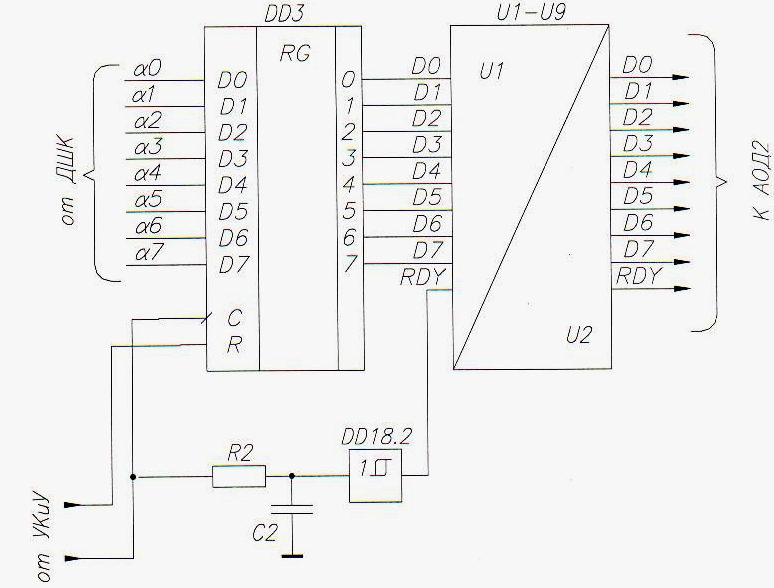 DD3
U1-U9
RG
U1
от ДШК
α0
α1
α2
α3
α4
α5
α6
α7
D0
D1
D2
D3
D4
D5
D6
D7
C
R
0
1
2
3
4
5
6
7
D0
D1
D2
D3
D4
D5
D6
D7
RDY
U2
D0
D1
D2
D3
D4
D5
D6
D7
RDY
К АОД2
R2
C2
DD18.2
1
от УКиУ